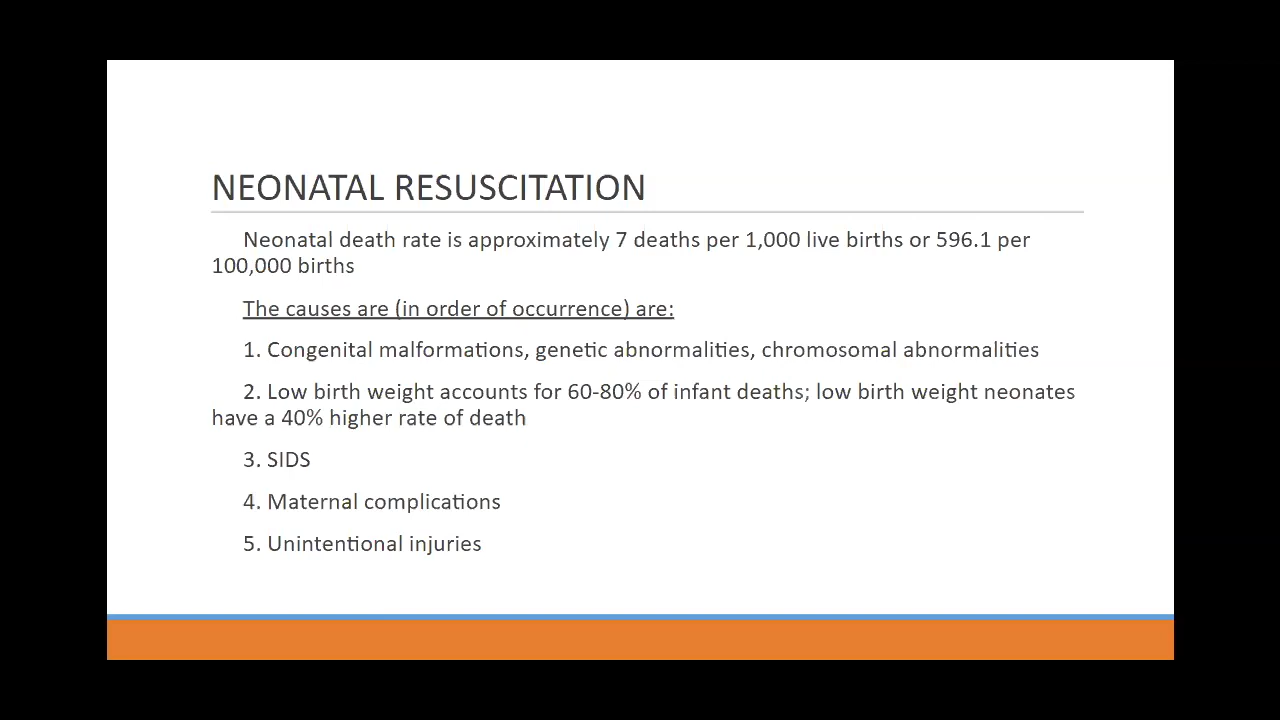 NEONATAL RESUSCITATION
Neonatal death rate is approximately 7 deaths per 1,000 live births or 596.1 per
100,000 births
The causes are (in order of occurrence) are:
1. Congenital malformations, genetic abnormalities, chromosomal abnormalities
2. Low birth weight accounts for 60-80% of infant deaths; low birth weight neonates
have a 40% higher rate of death
3. SIDS
4. Maternal complications
5. Unintentional injuries